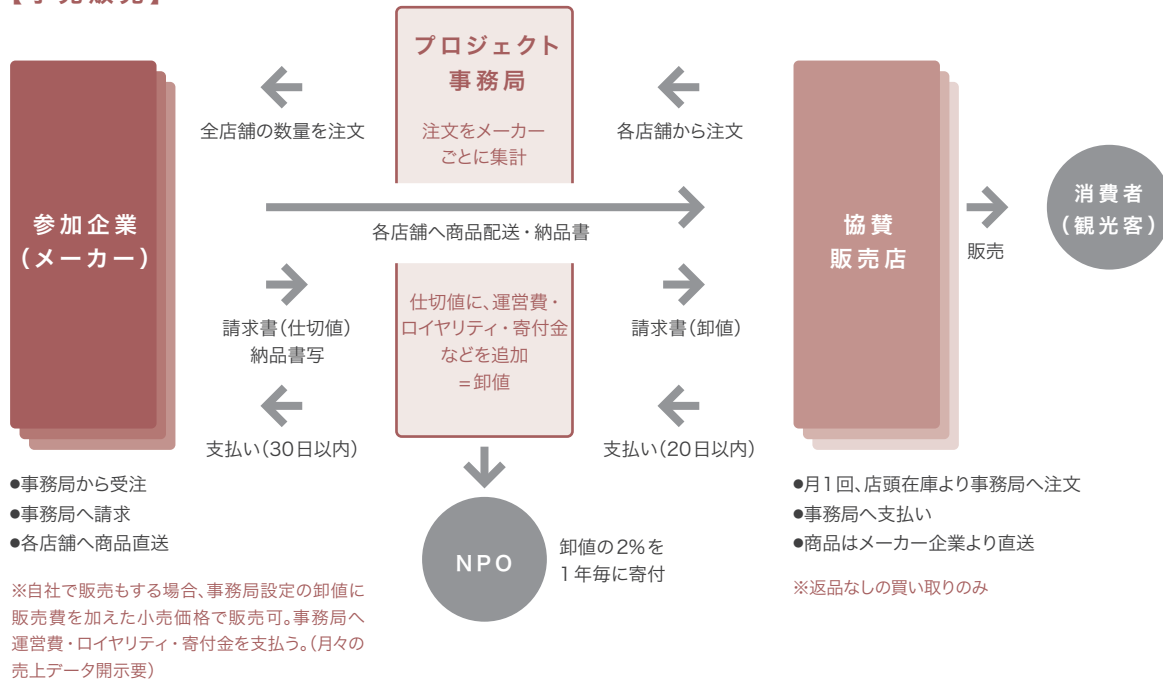 プロジェクト
事務局
注文をメーカー
ごとに集計
全店舗の数量を注文
各店舗から注文
参加企業
(メーカー)
各店舗へ商品配送・納品書
協賛
販売店
販売
消費者
(観光客)
請求書(仕切値)
納品書写
仕切値に、運営費・
ロイヤリティ・寄付金
などを追加
=卸値
請求書(卸値)
支払い(30日以内)
支払い(20日以内)
●事務局から受注
●事務局へ請求
●各店舗へ商品直送
※自社で販売もする場合、事務局設定の卸値に
販売費を加えた小売価格で販売可。事務局へ
運営費・ロイヤリティ・寄付金を支払う。(月々の
売上データ開示要)
NPO
卸値の2%を
1年毎に寄付
●月1回、店頭在庫より事務局へ注文
●事務局へ支払い
●商品はメーカー企業より直送
※返品なしの買い取りのみ